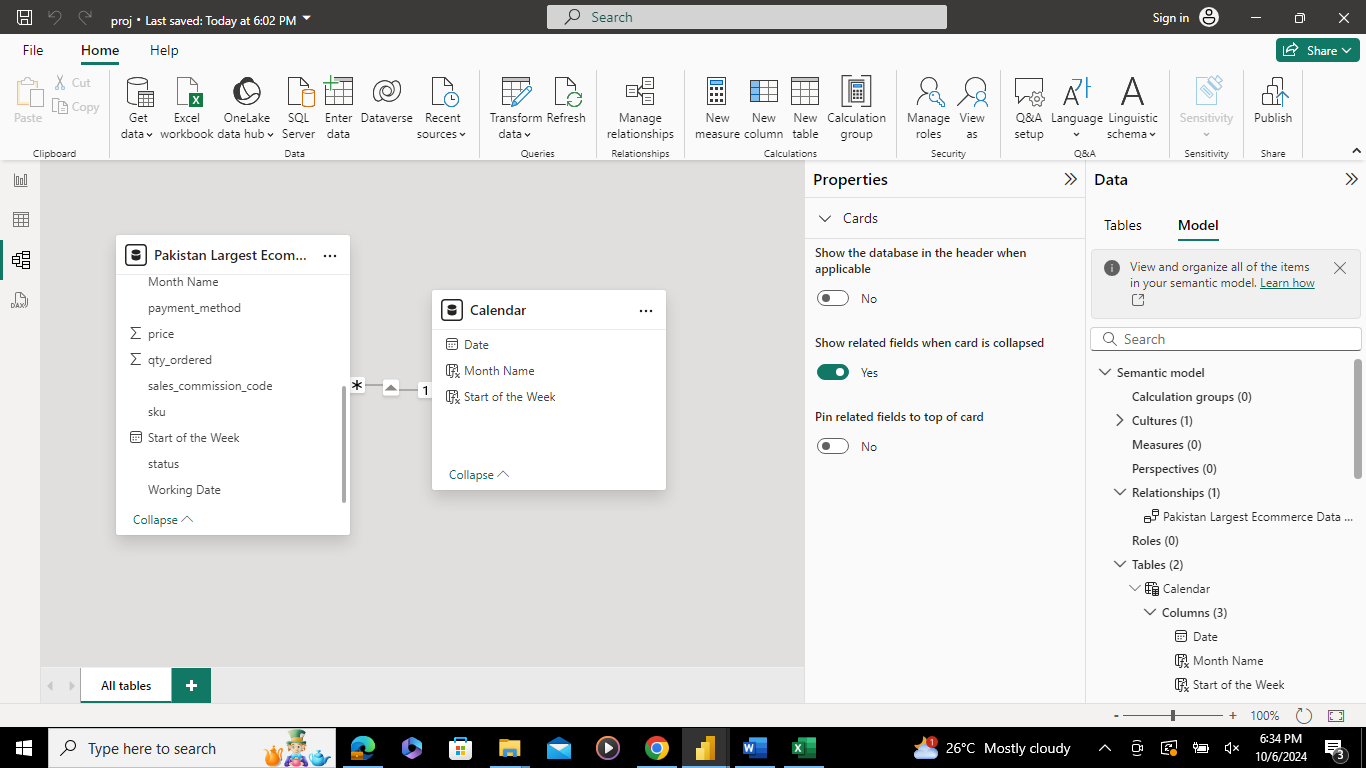 proj • Last saved: Today at 6:02 PM
Search
Sign in
File
Home
Help
Share
Paste
Cut
Copy
Get data
Excel workbook
OneLake data hub
SQL Server
Enter data
Dataverse
Recent sources
Transform data
Refresh
Manage relationships
New measure
New column
New table
Calculation group
Manage roles
View as
Q&A setup
Language
Linguistic schema
Sensitivity
Publish
Clipboard
Data
Queries
Relationships
Calculations
Security
Q&A
Sensitivity
Share
DAX
Pakistan Largest Ecom...
Month Name
payment_method
price
qty_ordered
sales_commission_code
sku
Start of the Week
status
Working Date
Collapse
*
1
Calendar
Date
Month Name
Start of the Week
Collapse
Properties
Cards
Show the database in the header when
applicable
No
Show related fields when card is collapsed
Yes
Pin related fields to top of card
No
Data
Tables
Model
View and organize all of the items
in your semantic model. Learn how
Search
Semantic model
Calculation groups (0)
Cultures (1)
Measures (0)
Perspectives (0)
Relationships (1)
Pakistan Largest Ecommerce Data ...
Roles (0)
Tables (2)
Calendar
Columns (3)
Date
Month Name
Start of the Week
All tables
+
- + 100%
Type here to search
1
26°C Mostly cloudy
6:34 PM
10/6/2024
3